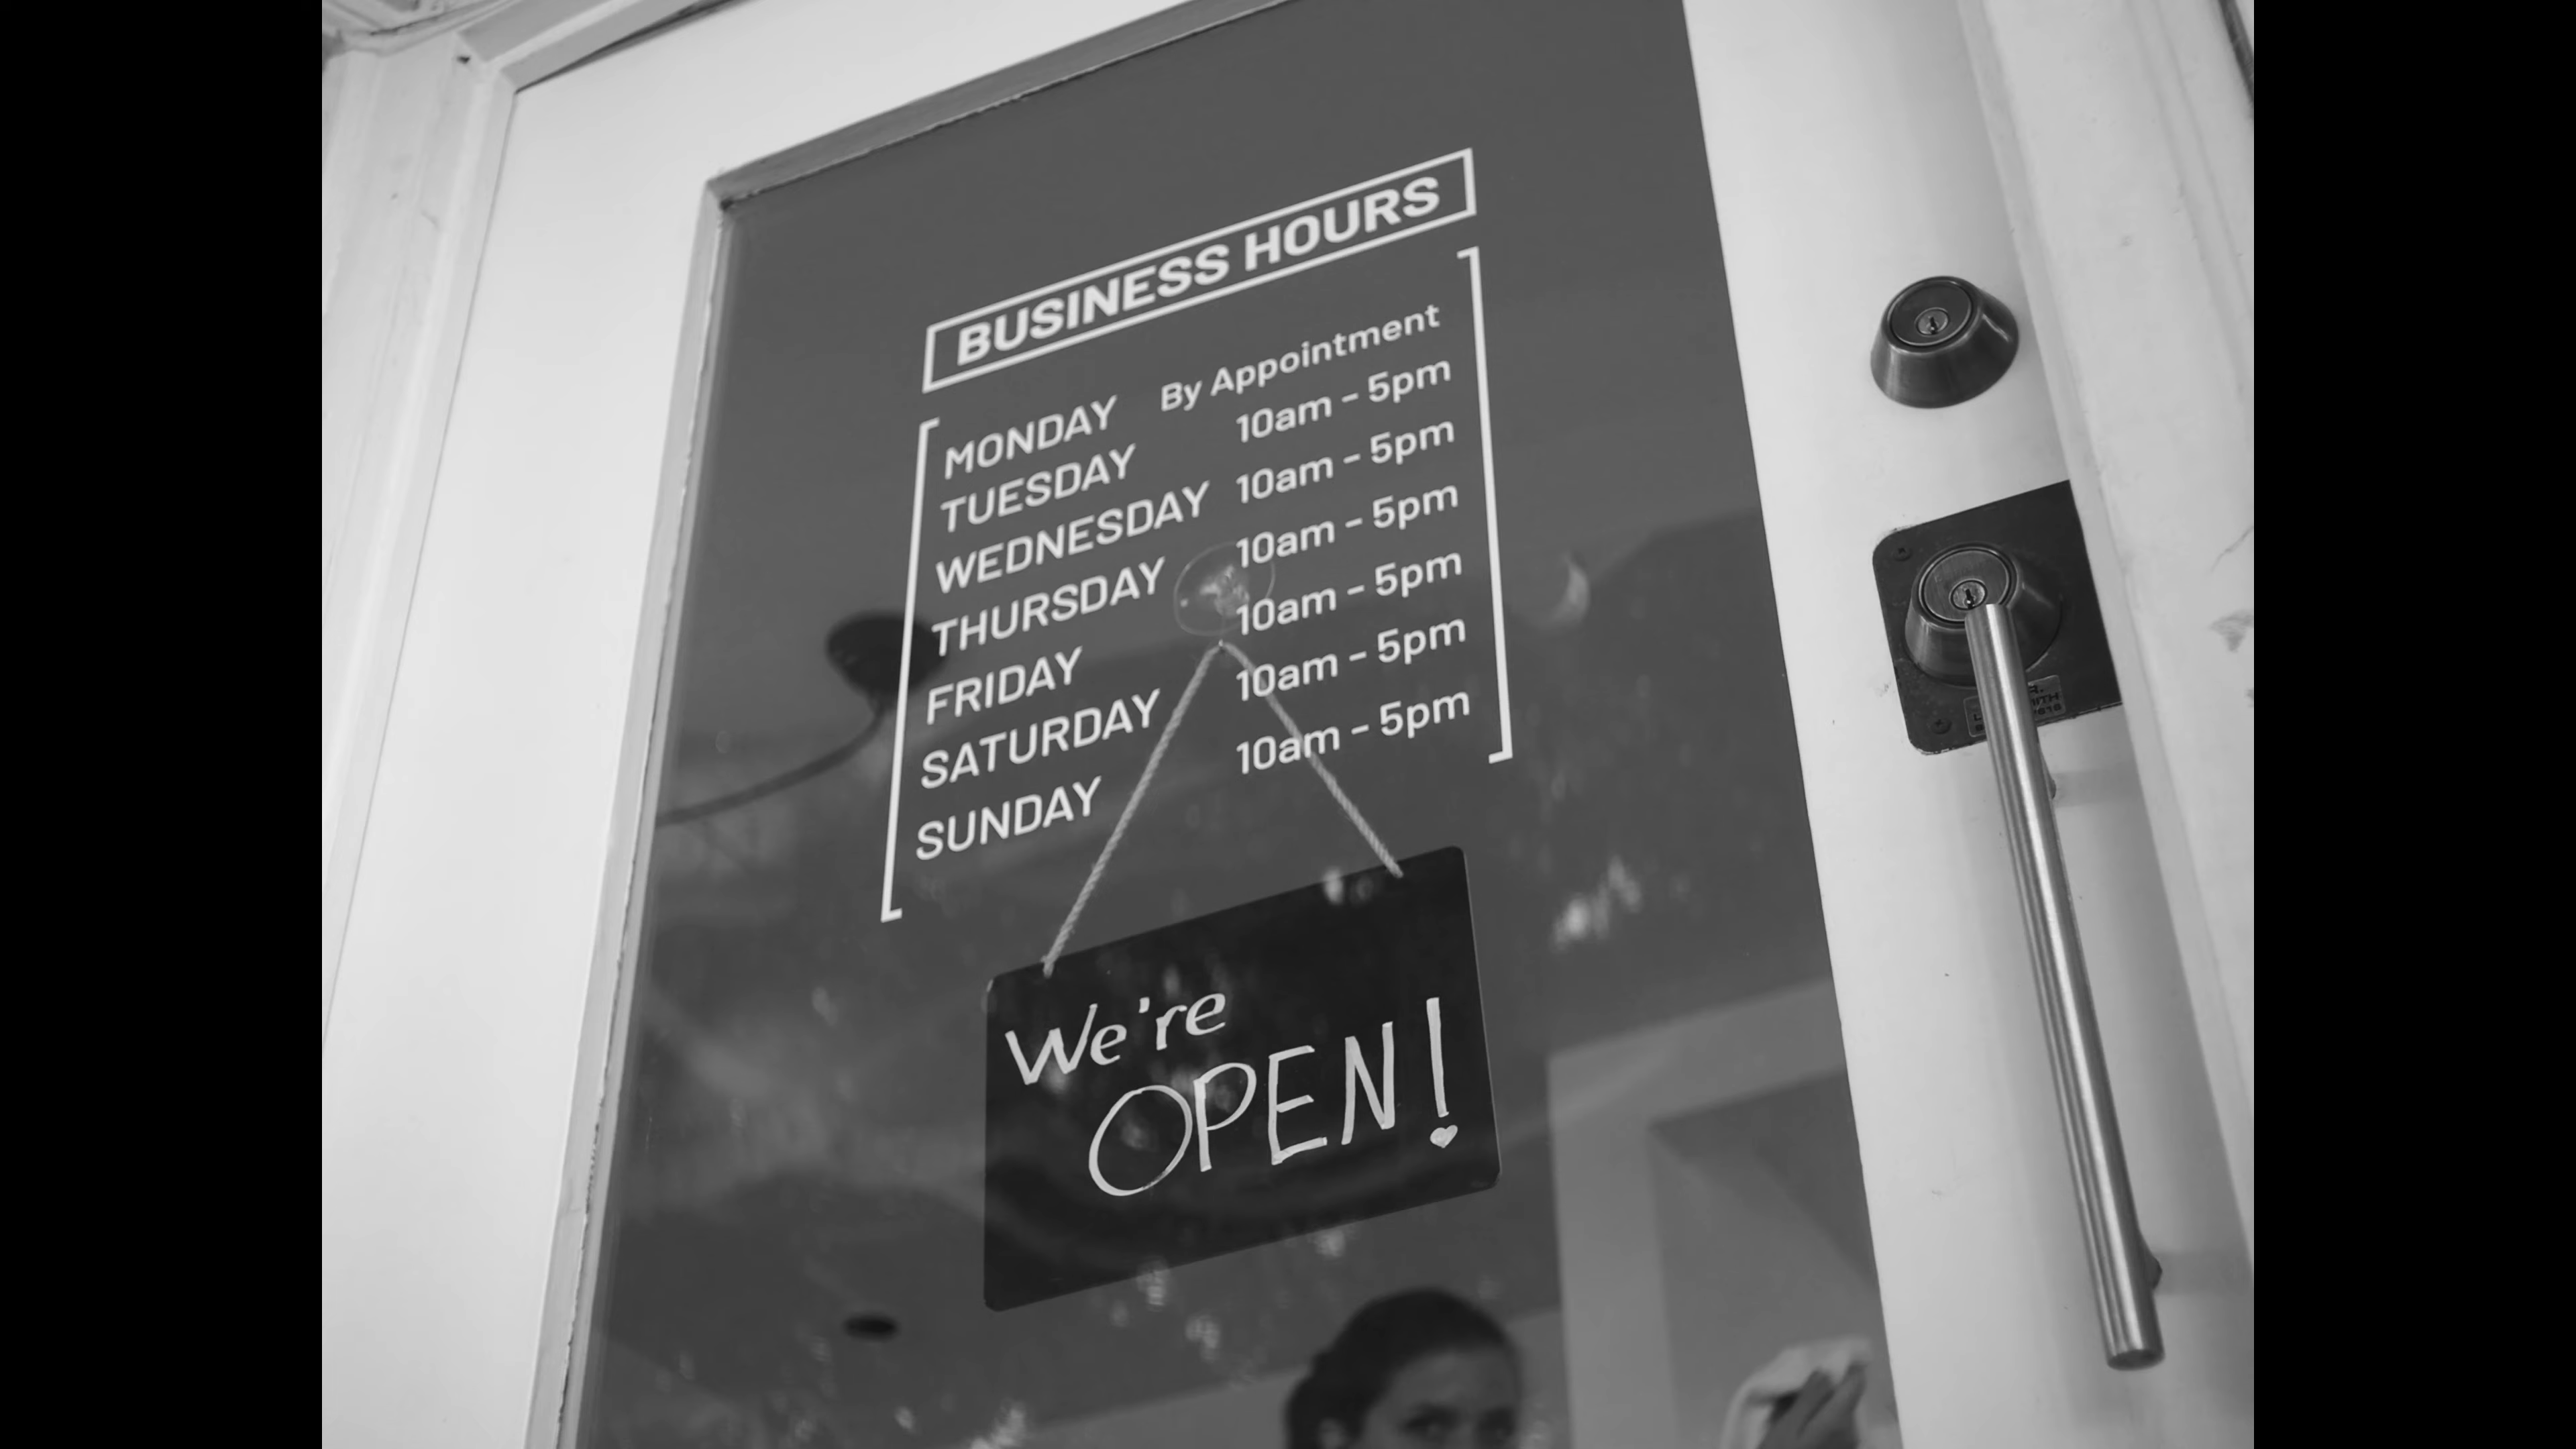 BUSINESS HOURS
MONDAY By Appointment
TUESDAY 10am - 5pm
WEDNESDAY 10am - 5pm
THURSDAY 10am - 5pm
FRIDAY 10am - 5pm
SATURDAY 10am - 5pm
SUNDAY 10am - 5pm
We're
OPEN!